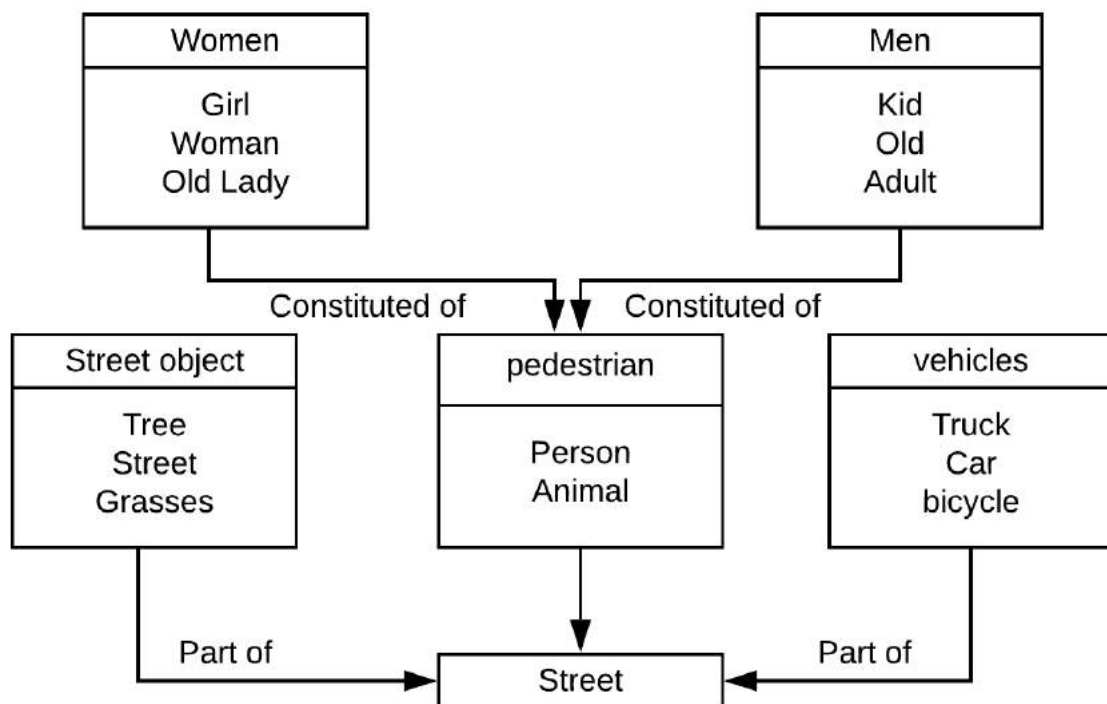 Women
Girl
Woman
Old Lady
Men
Kid
Old
Adult
Constituted of
Constituted of
Street object
Tree
Street
Grasses
pedestrian
Person
Animal
vehicles
Truck
Car
bicycle
Part of
Part of
Street